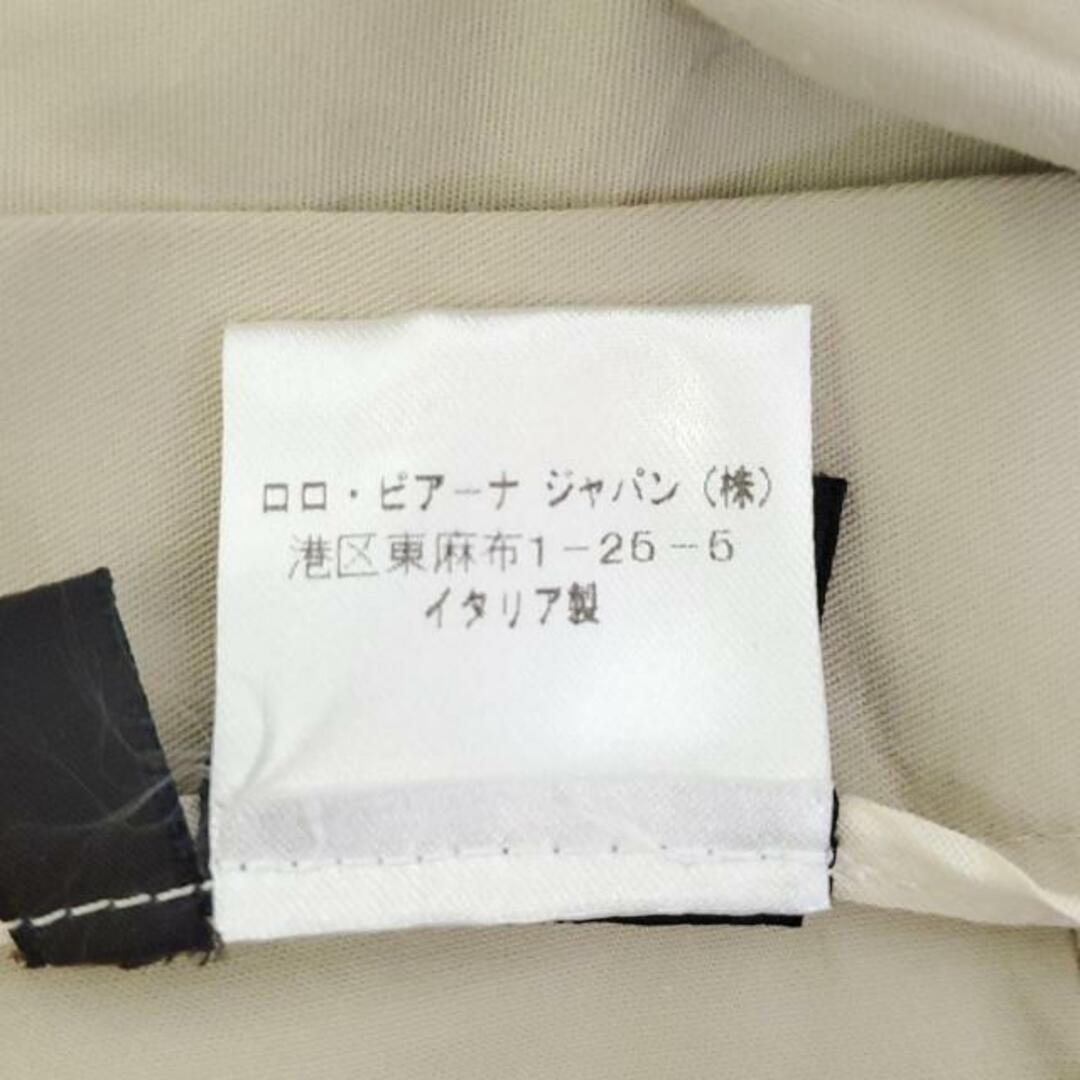 ロロ・ピアーナ ジャパン（株）
港区東麻布1－25－5
イタリア製